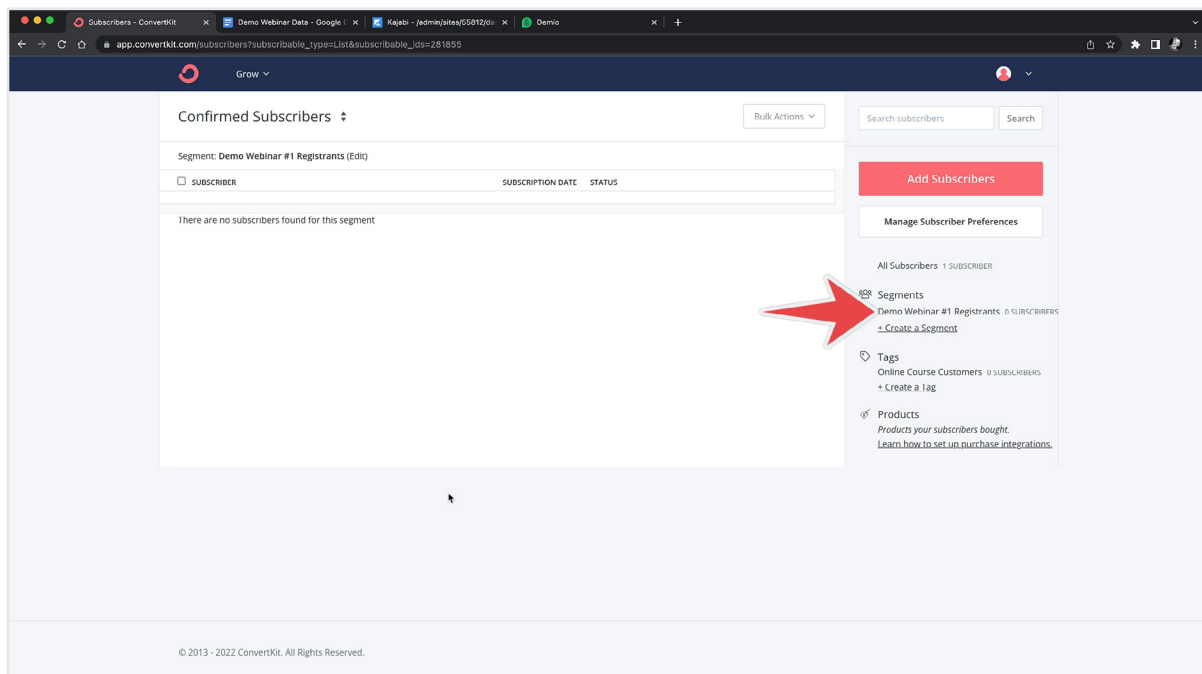 Subscribers - ConvertKit
Demo Webinar Data - Google D
Kajabi - /admin/sites/55812/da
Demio
app.convertkit.com/subscribers?subscribable_type=List&subscribable_ids=281855
Grow
Confirmed Subscribers
Bulk Actions
Search subscribers
Search
Segment: Demo Webinar #1 Registrants (Edit)
SUBSCRIBER SUBSCRIPTION DATE STATUS
There are no subscribers found for this segment
Add Subscribers
Manage Subscriber Preferences
All Subscribers 1 SUBSCRIBER
Segments
Demo Webinar #1 Registrants 0 SUBSCRIBERS
+ Create a Segment
Tags
Online Course Customers 0 SUBSCRIBERS
+ Create a Tag
Products
Products your subscribers bought.
Learn how to set up purchase integrations.
© 2013 - 2022 ConvertKit. All Rights Reserved.